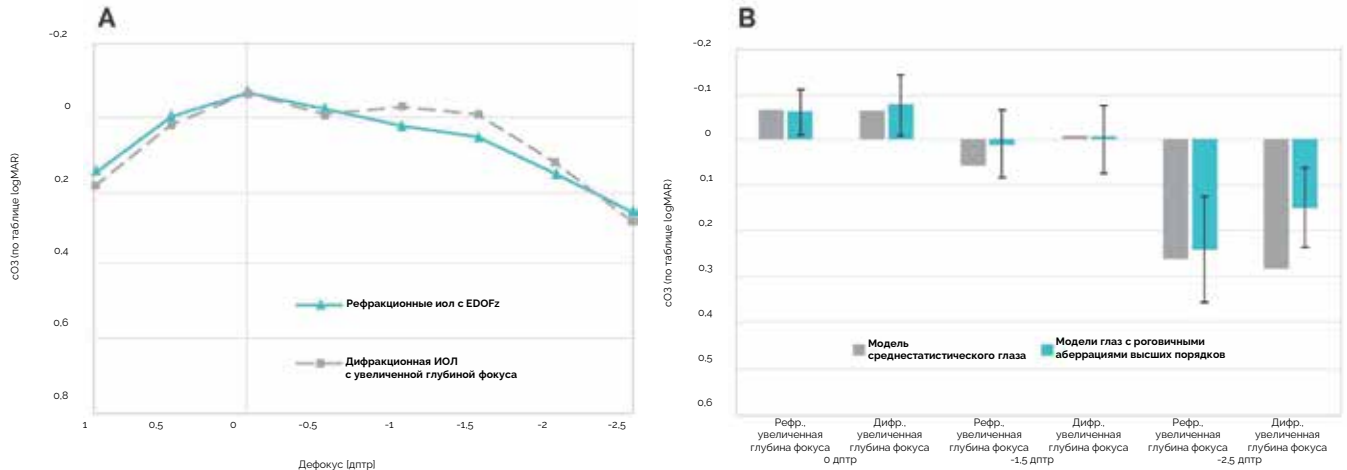 A
-0,2
0
0,2
0,4
0,6
0,8
сОЗ (по таблице logMAR)
Рефракционные иол с EDOFz
Дифракционная ИОЛ
с увеличенной глубиной фокуса
1
0.5
0
-0.5
-1
-1.5
-2
-2.5
Дефокус [дптр]
B
-0,2
-0,1
0
0,1
0,2
0,3
0,4
0,5
0,6
сОЗ (по таблице logMAR)
Модель
среднестатистического глаза
Модели глаз с роговичными
аберрациями высших порядков
Рефр.,
увеличенная
глубина фокуса
Дифр.,
увеличенная
глубина фокуса
0 дптр
Рефр.,
увеличенная
глубина фокуса
Дифр.,
увеличенная
глубина фокуса
-1,5 дптр
Рефр.,
увеличенная
глубина фокуса
Дифр.,
увеличенная
глубина фокуса
-2,5 дптр